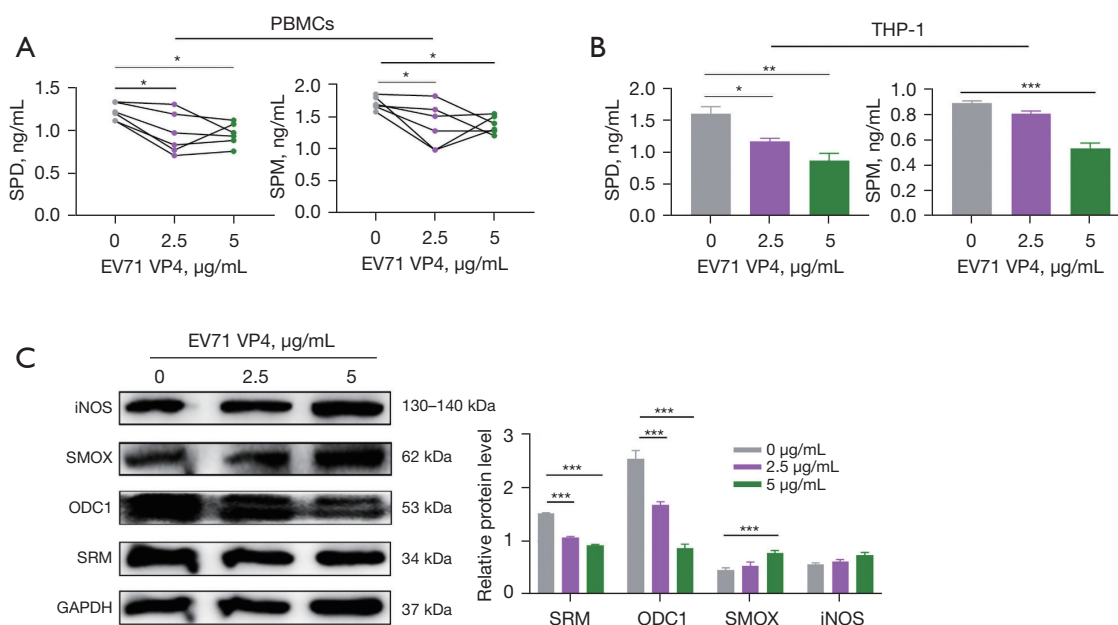 A
PBMCs
SPD, ng/mL
1.5
1.0
0.5
0.0
*
*
0 2.5 5
EV71 VP4, µg/mL
SPM, ng/mL
2.0
1.5
1.0
0.5
0.0
*
*
0 2.5 5
EV71 VP4, µg/mL
B
THP-1
SPD, ng/mL
2.0
1.5
1.0
0.5
0.0
**
*
0 2.5 5
EV71 VP4, µg/mL
SPM, ng/mL
1.0
0.8
0.6
0.4
0.2
0.0
***
0 2.5 5
EV71 VP4, µg/mL
C
EV71 VP4, µg/mL
0 2.5 5
iNOS 130–140 kDa
SMOX 62 kDa
ODC1 53 kDa
SRM 34 kDa
GAPDH 37 kDa
Relative protein level
3
2
1
0
***
***
***
***
***
0 µg/mL
2.5 µg/mL
5 µg/mL
SRM ODC1 SMOX iNOS